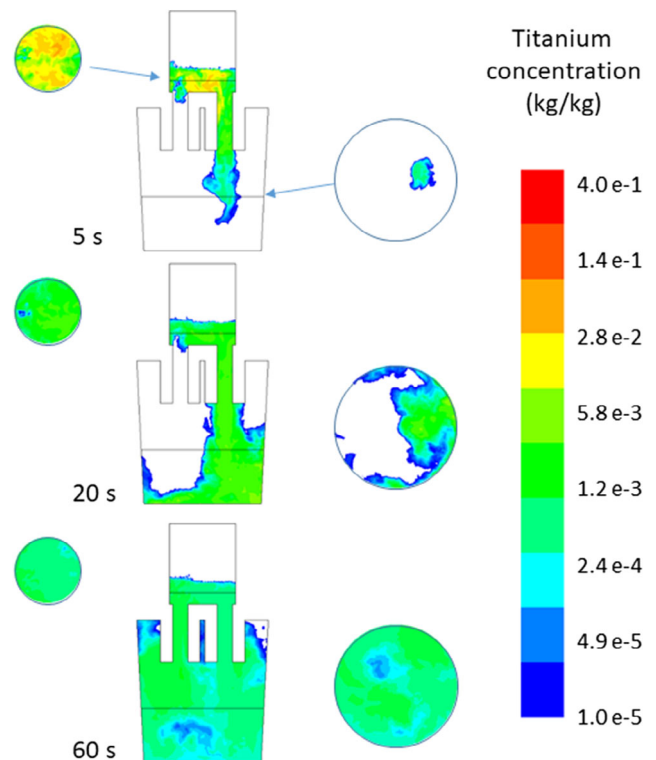 Titanium
concentration
(kg/kg)
4.0 e-1
1.4 e-1
2.8 e-2
5.8 e-3
1.2 e-3
2.4 e-4
4.9 e-5
1.0 e-5
5 s
20 s
60 s